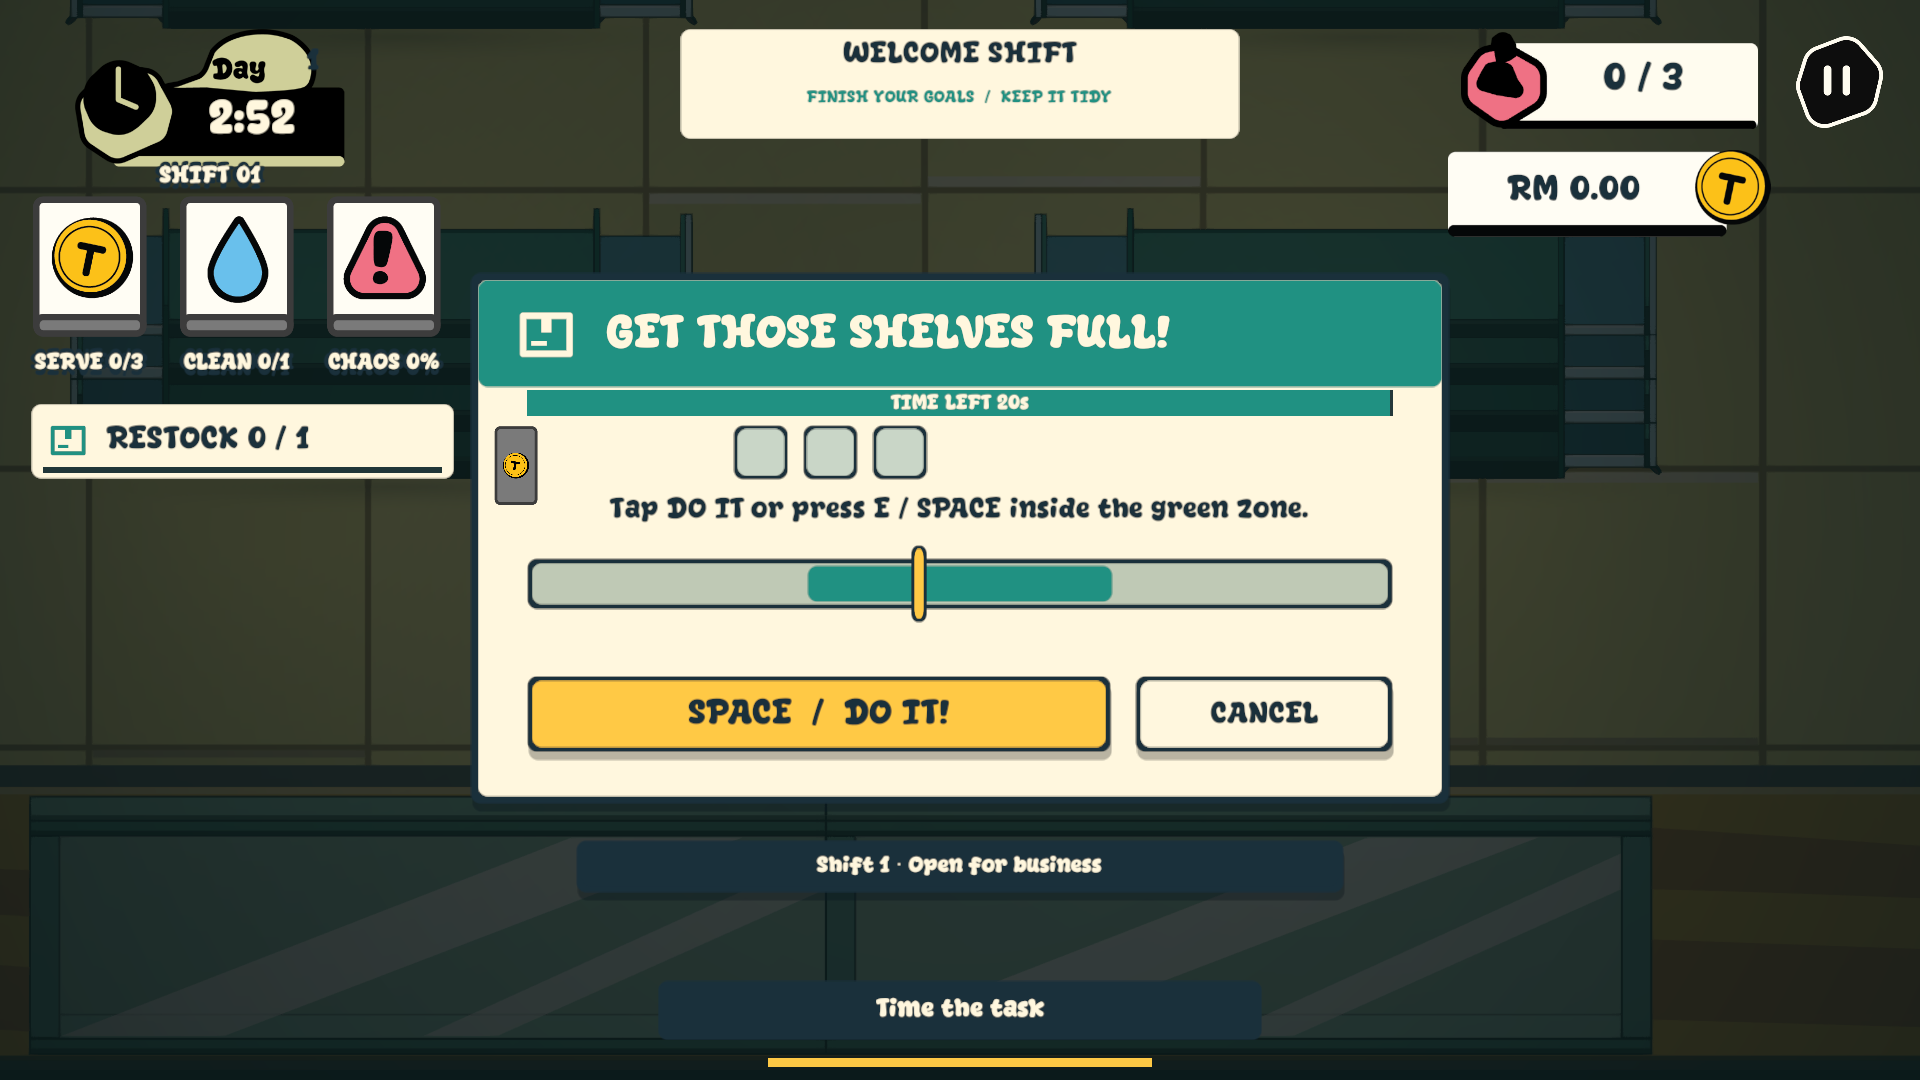 Day 1
2:52
SHIFT 01
WELCOME SHIFT
FINISH YOUR GOALS / KEEP IT TIDY
0 / 3
RM 0.00
T
T
SERVE 0/3
CLEAN 0/1
CHAOS 0%
RESTOCK 0 / 1
GET THOSE SHELVES FULL!
TIME LEFT 20s
T
Tap DO IT or press E / SPACE inside the green zone.
SPACE / DO IT!
CANCEL
Shift 1 · Open for business
Time the task